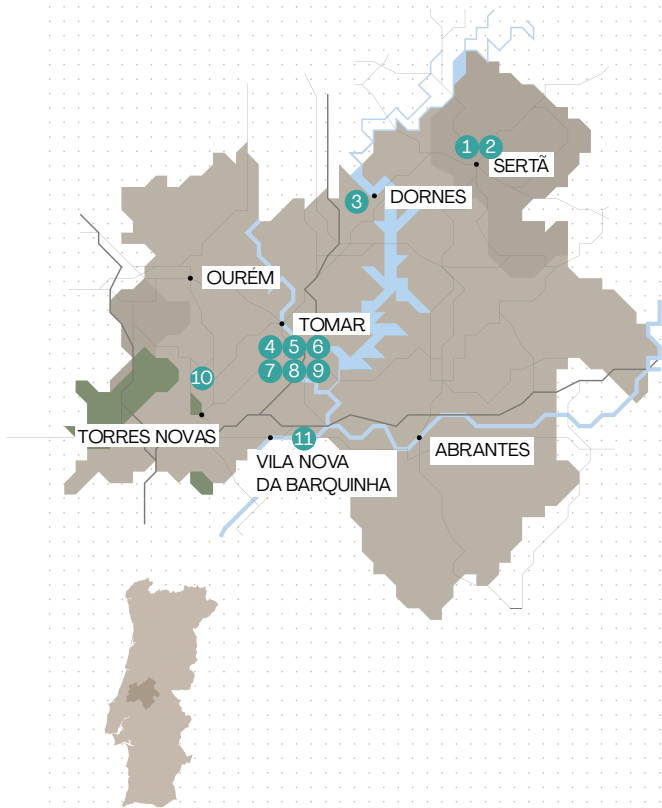 1 2
SERTÃ
3
DORNES
OURÉM
TOMAR
4 5 6
7 8 9
10
TORRES NOVAS
11
VILA NOVA
DA BARQUINHA
ABRANTES